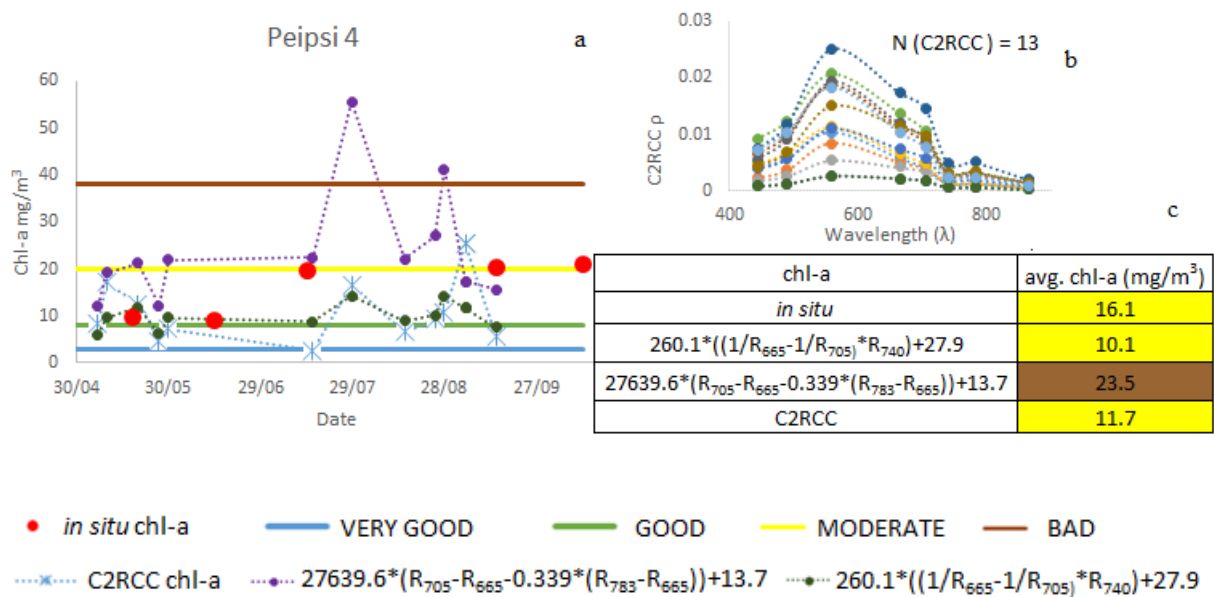 Peipsi 4
a
Chl-a mg/m³
60
50
40
30
20
10
0
30/04 30/05 29/06 29/07 28/08 27/09
Date
N (C2RCC ) = 13
b
C2RCC ρ
0.03
0.02
0.01
0
400 600 800
Wavelength (λ)
c
chl-a avg. chl-a (mg/m³)
in situ 16.1
260.1*((1/R₆₆₅-1/R₇₀₅)*R₇₄₀)+27.9 10.1
27639.6*(R₇₀₅-R₆₆₅-0.339*(R₇₈₃-R₆₆₅))+13.7 23.5
C2RCC 11.7
in situ chl-a VERY GOOD GOOD MODERATE BAD
C2RCC chl-a 27639.6*(R₇₀₅-R₆₆₅-0.339*(R₇₈₃-R₆₆₅))+13.7 260.1*((1/R₆₆₅-1/R₇₀₅)*R₇₄₀)+27.9